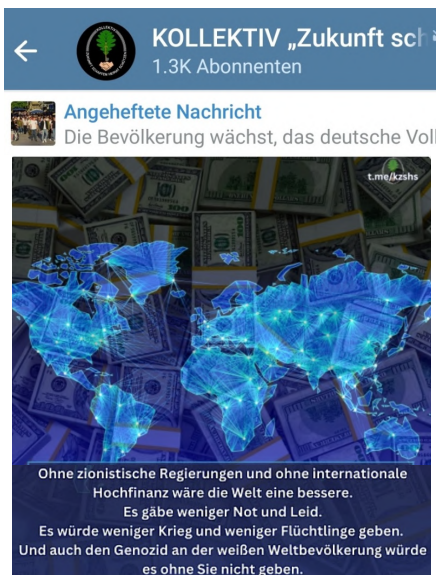 KOLLEKTIV „Zukunft sch
1.3K Abonnenten
Angeheftete Nachricht
Die Bevölkerung wächst, das deutsche Voll
t.me/kzshs
Ohne zionistische Regierungen und ohne internationale
Hochfinanz wäre die Welt eine bessere.
Es gäbe weniger Not und Leid.
Es würde weniger Krieg und weniger Flüchtlinge geben.
Und auch den Genozid an der weißen Weltbevölkerung würde
es ohne Sie nicht geben.